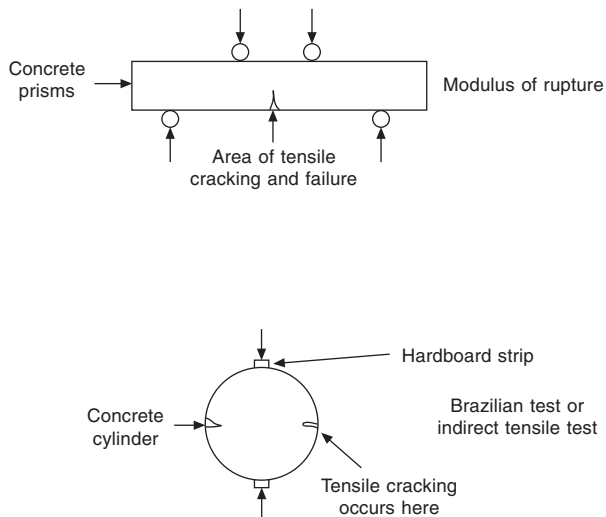 Concrete
prisms
Modulus of rupture
Area of tensile
cracking and failure
Hardboard strip
Concrete
cylinder
Brazilian test or
indirect tensile test
Tensile cracking
occurs here